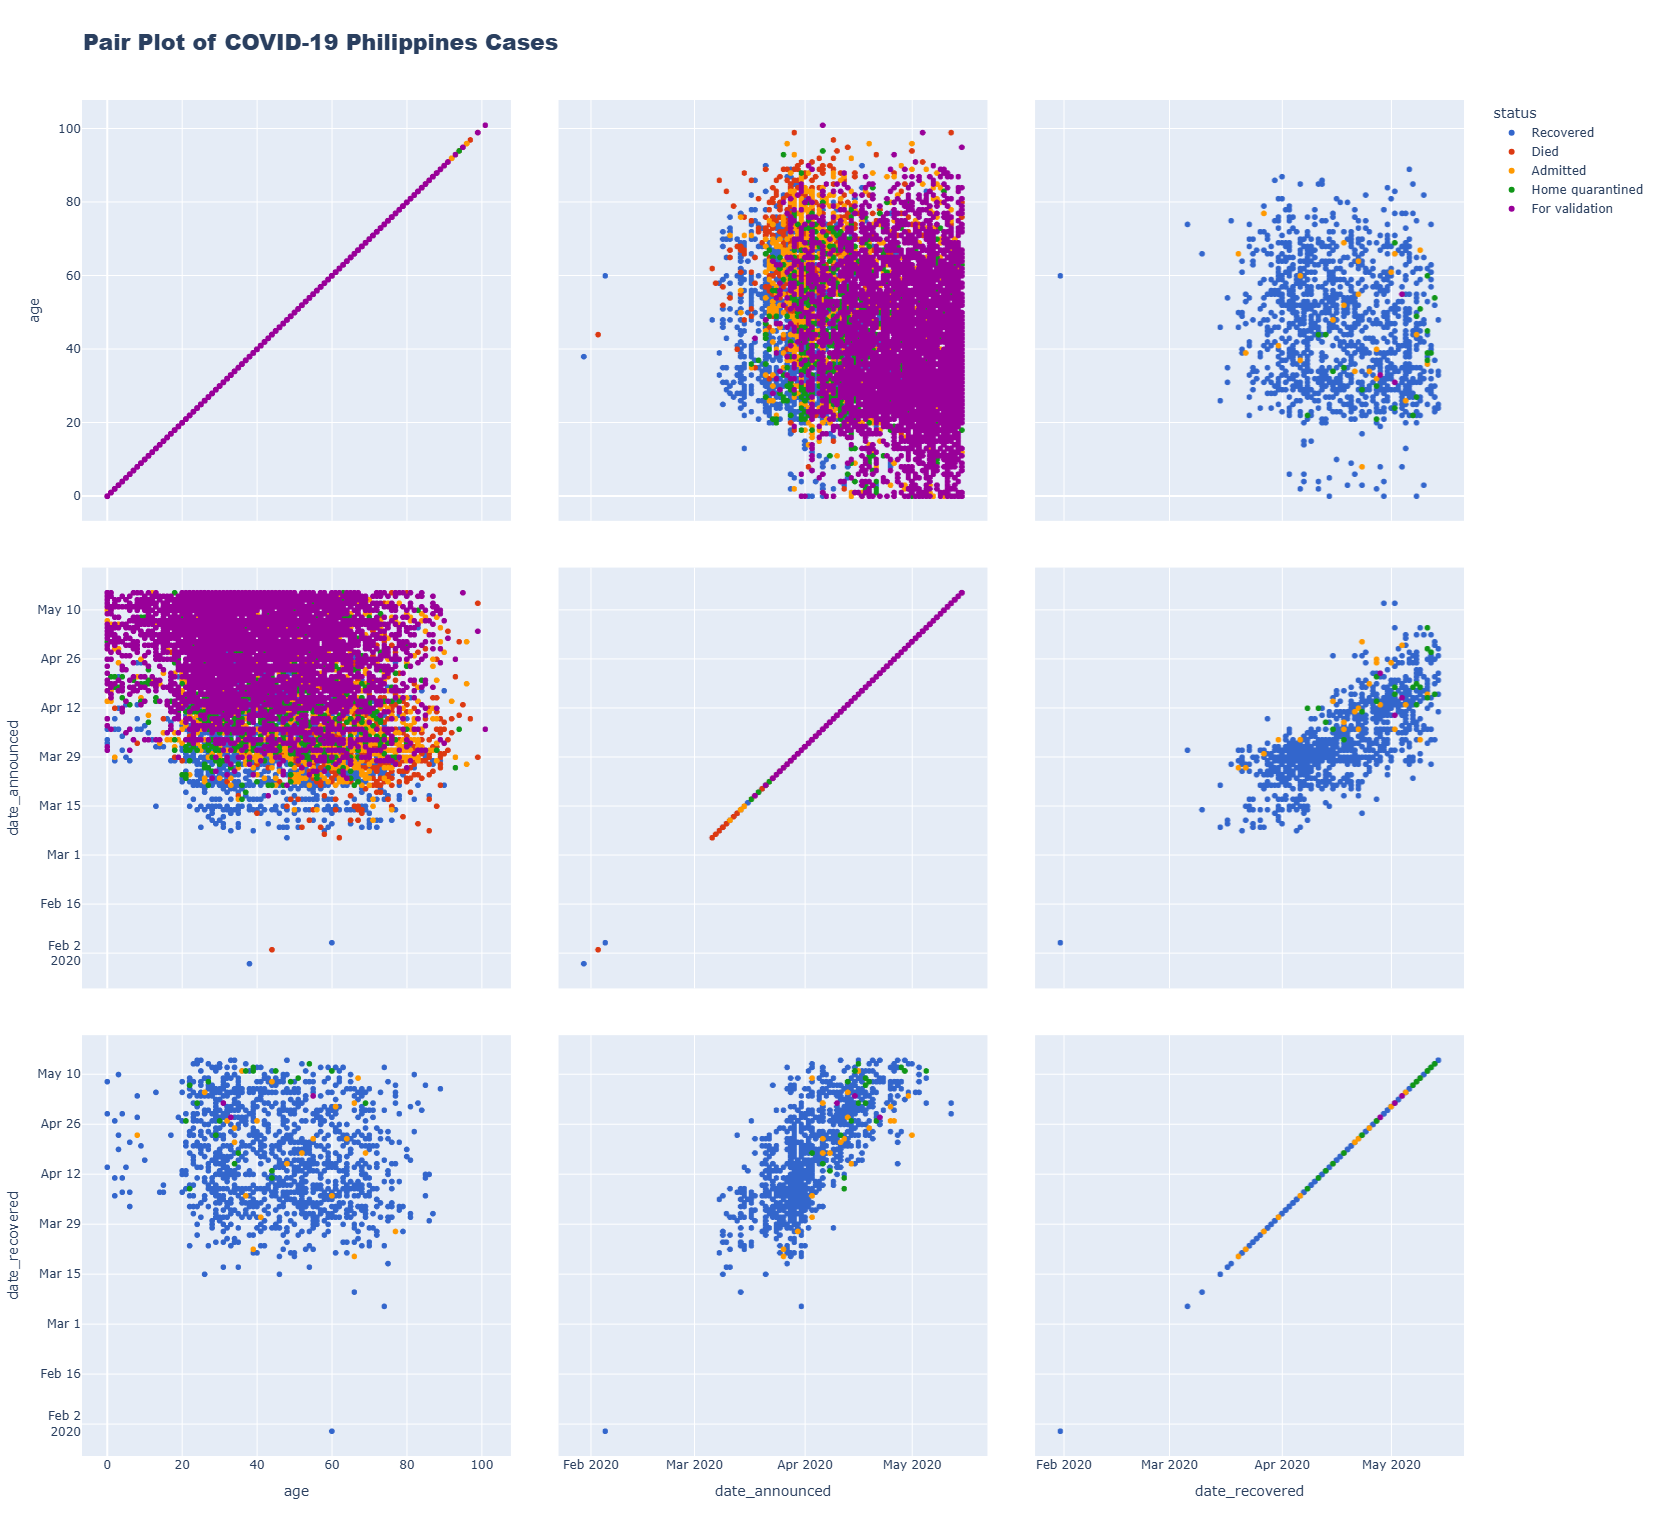 Pair Plot of COVID-19 Philippines Cases
status
Recovered
Died
Admitted
Home quarantined
For validation
100
80
60
40
20
0
age
May 10
Apr 26
Apr 12
Mar 29
Mar 15
Mar 1
Feb 16
Feb 2
2020
date_announced
May 10
Apr 26
Apr 12
Mar 29
Mar 15
Mar 1
Feb 16
Feb 2
2020
date_recovered
0 20 40 60 80 100
Feb 2020 Mar 2020 Apr 2020 May 2020
Feb 2020 Mar 2020 Apr 2020 May 2020
age
date_announced
date_recovered